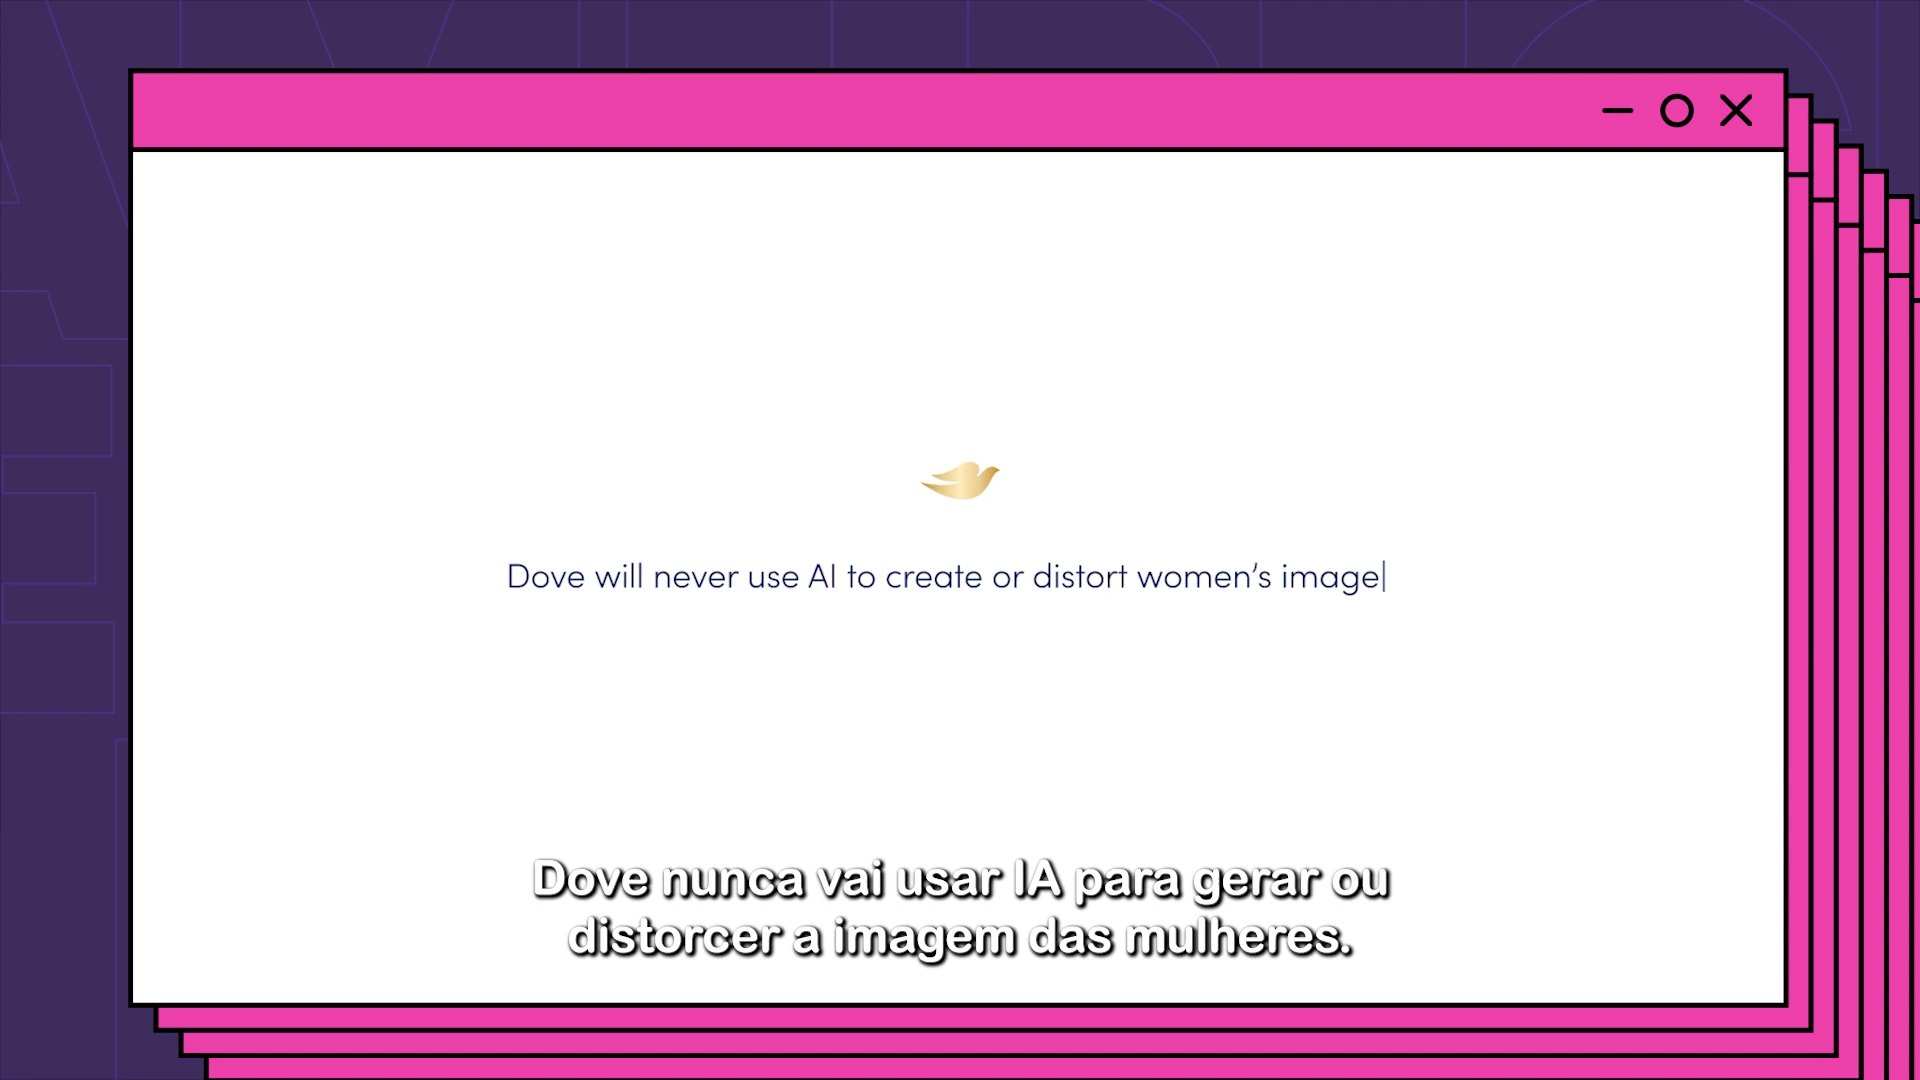 Dove will never use AI to create or distort women’s image
Dove nunca vai usar IA para gerar ou
distorcer a imagem das mulheres.